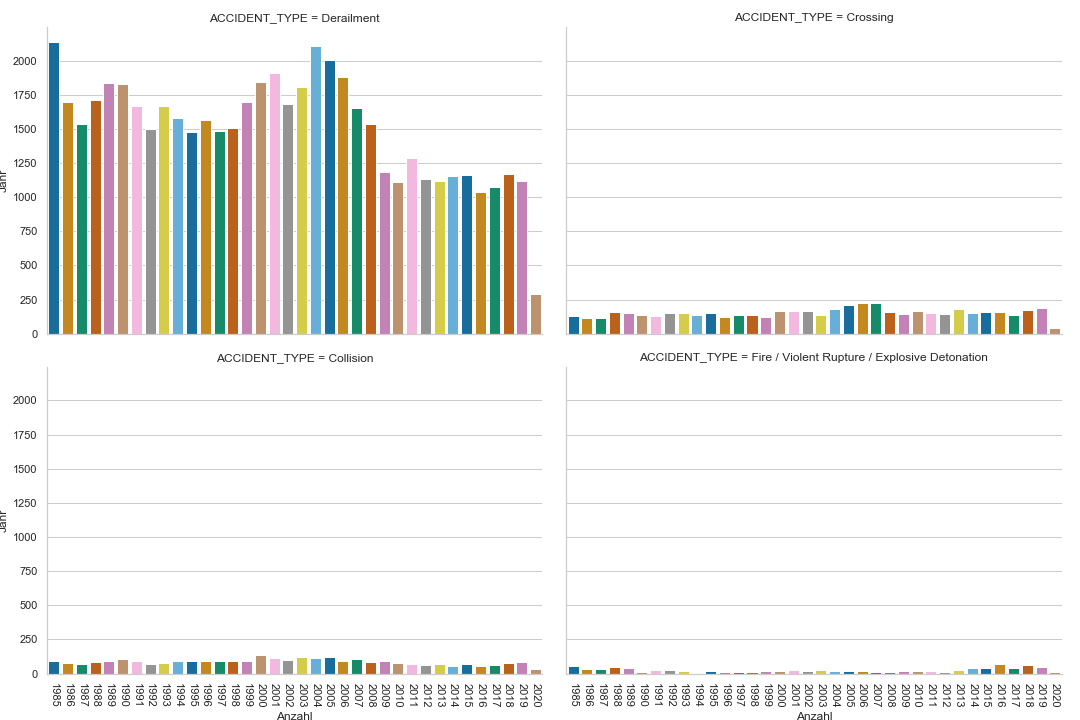 ACCIDENT_TYPE = Derailment
ACCIDENT_TYPE = Crossing
2000
1750
1500
1250
1000
750
500
250
0
Jahr
ACCIDENT_TYPE = Collision
ACCIDENT_TYPE = Fire / Violent Rupture / Explosive Detonation
2000
1750
1500
1250
1000
750
500
250
0
Jahr
1985 1986 1987 1988 1989 1990 1991 1992 1993 1994 1995 1996 1997 1998 1999 2000 2001 2002 2003 2004 2005 2006 2007 2008 2009 2010 2011 2012 2013 2014 2015 2016 2017 2018 2019 2020
1985 1986 1987 1988 1989 1990 1991 1992 1993 1994 1995 1996 1997 1998 1999 2000 2001 2002 2003 2004 2005 2006 2007 2008 2009 2010 2011 2012 2013 2014 2015 2016 2017 2018 2019 2020
Anzahl
Anzahl